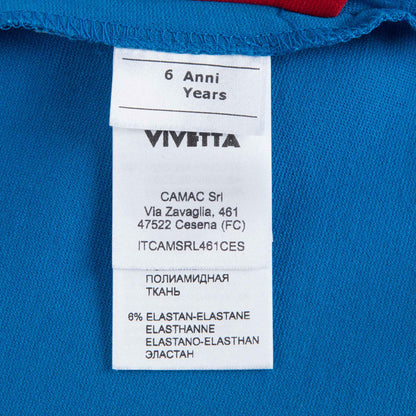 6 Anni
Years
VIVETTA
CAMAC Srl
Via Zavaglia, 461
47522 Cesena (FC)
ITCAMSRL461CES
ПОЛИАМИДНАЯ
ТКАНЬ
6% ELASTAN-ELASTANE
ELASTHANNE
ELASTANO-ELASTHAN
ЭЛАСТАН